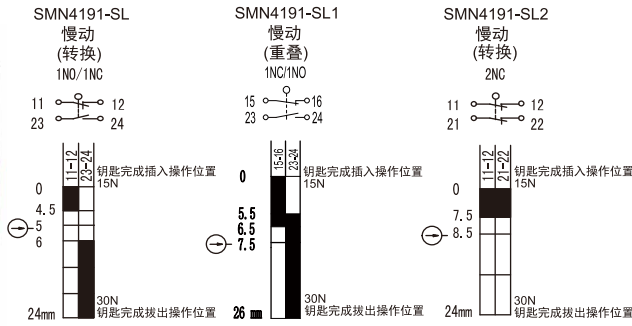 SMN4191-SL
慢动
(转换)
1NO/1NC
11 12
23 24
11-12
23-24
钥匙完成插入操作位置
15N
0
4.5
5
6
30N
24mm
钥匙完成拔出操作位置
SMN4191-SL1
慢动
(重叠)
1NC/1NO
15 16
23 24
15-16
23-24
钥匙完成插入操作位置
15N
0
5.5
6.5
7.5
30N
26 mm
钥匙完成拔出操作位置
SMN4191-SL2
慢动
(转换)
2NC
11 12
21 22
11-12
21-22
钥匙完成插入操作位置
15N
0
7.5
8.5
30N
24mm
钥匙完成拔出操作位置